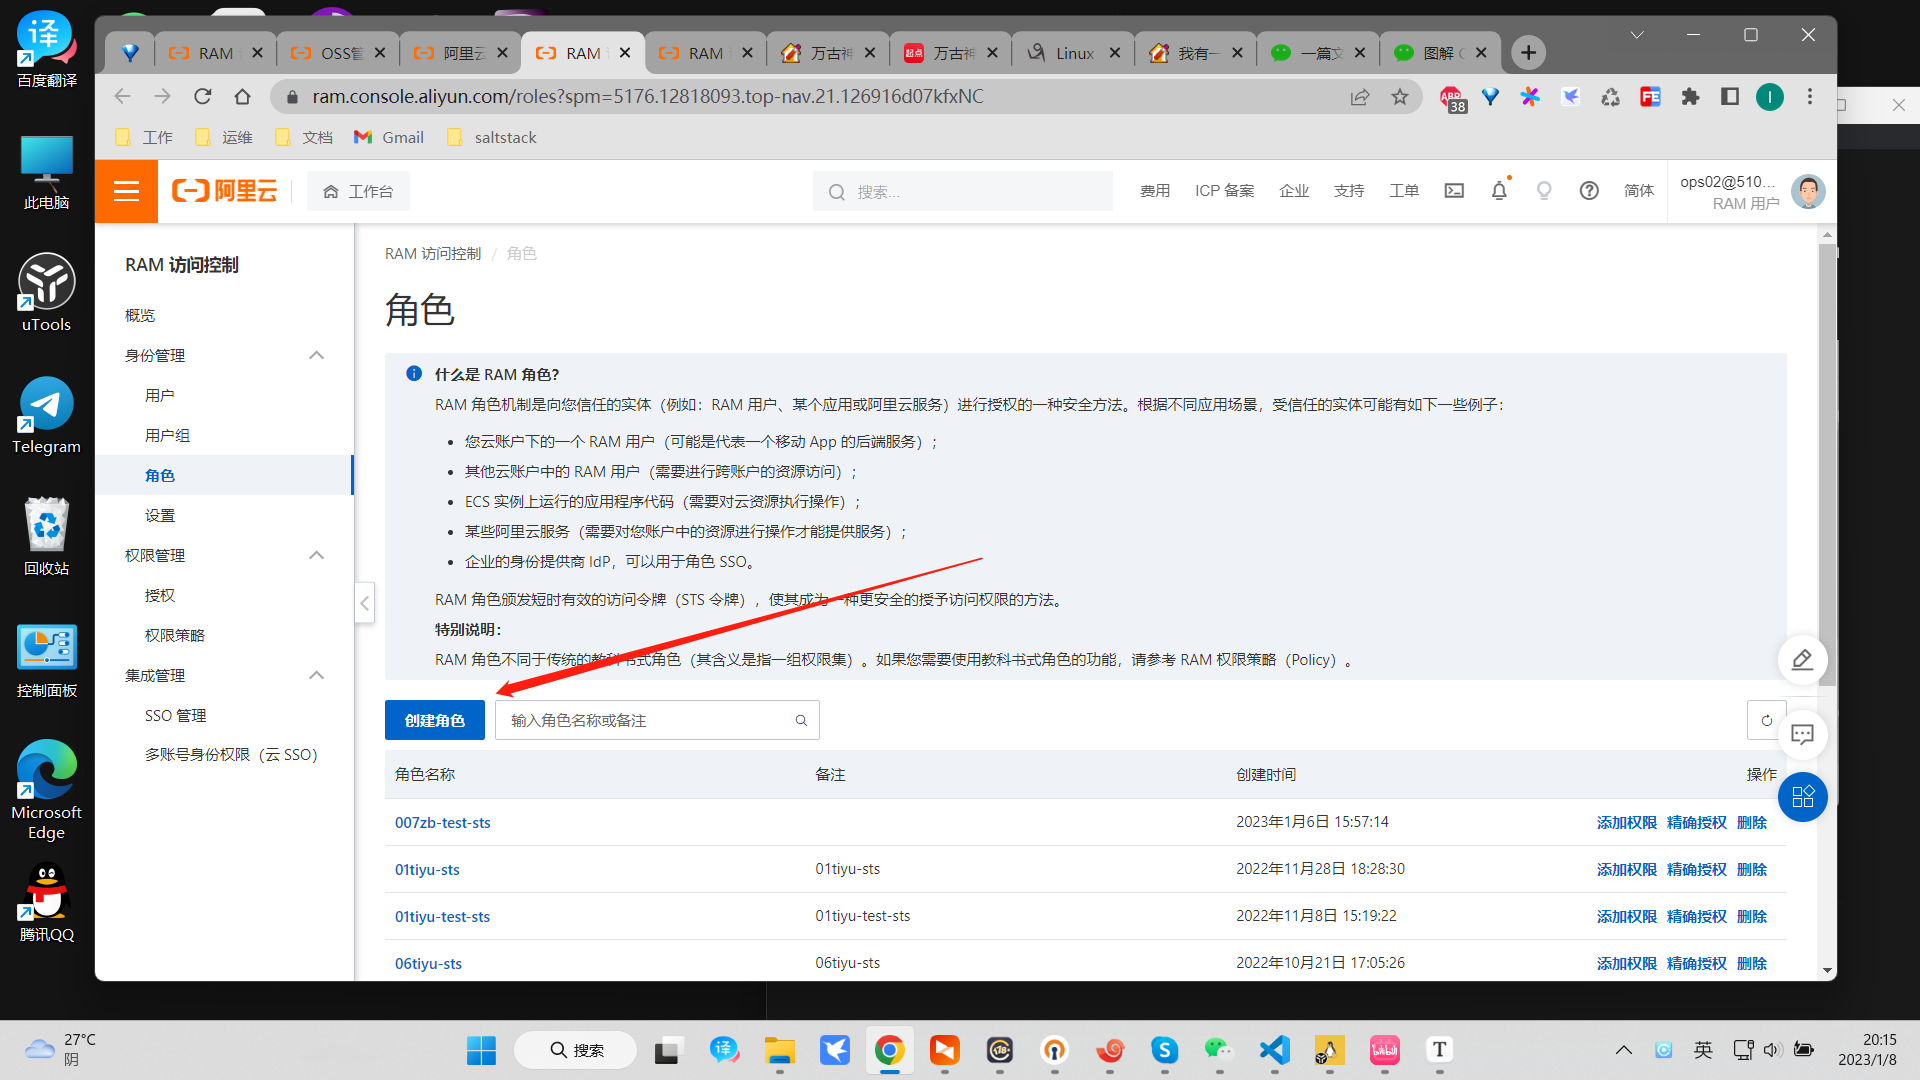 百度翻译
此电脑
uTools
Telegram
回收站
控制面板
Microsoft
Edge
腾讯QQ
RAM
OSS管
阿里云
RAM
RAM
万古神
起点
万古神
Linux
我有一
一篇文
图解
ram.console.aliyun.com/roles?spm=5176.12818093.top-nav.21.126916d07kfxNC
ABP
38
FE
I
工作
运维
文档
Gmail
saltstack
阿里云
工作台
搜索...
费用
ICP 备案
企业
支持
工单
简体
ops02@510...
RAM 用户
RAM 访问控制
概览
身份管理
用户
用户组
角色
设置
权限管理
授权
权限策略
集成管理
SSO 管理
多账号身份权限（云 SSO）
RAM 访问控制 / 角色
角色
什么是 RAM 角色?
RAM 角色机制是向您信任的实体（例如：RAM 用户、某个应用或阿里云服务）进行授权的一种安全方法。根据不同应用场景，受信任的实体可能有如下一些例子：
您云账户下的一个 RAM 用户（可能是代表一个移动 App 的后端服务）;
其他云账户中的 RAM 用户（需要进行跨账户的资源访问）;
ECS 实例上运行的应用程序代码（需要对云资源执行操作）;
某些阿里云服务（需要对您账户中的资源进行操作才能提供服务）;
企业的身份提供商 IdP，可以用于角色 SSO。
RAM 角色颁发短时有效的访问令牌（STS 令牌），使其成为一种更安全的授予访问权限的方法。
特别说明：
RAM 角色不同于传统的教科书式角色（其含义是指一组权限集）。如果您需要使用教科书式角色的功能，请参考 RAM 权限策略（Policy）。
创建角色
输入角色名称或备注
角色名称 备注 创建时间 操作
007zb-test-sts 2023年1月6日 15:57:14 添加权限 精确授权 删除
01tiyu-sts 01tiyu-sts 2022年11月28日 18:28:30 添加权限 精确授权 删除
01tiyu-test-sts 01tiyu-test-sts 2022年11月8日 15:19:22 添加权限 精确授权 删除
06tiyu-sts 06tiyu-sts 2022年10月21日 17:05:26 添加权限 精确授权 删除
27°C
阴
搜索
英
20:15
2023/1/8